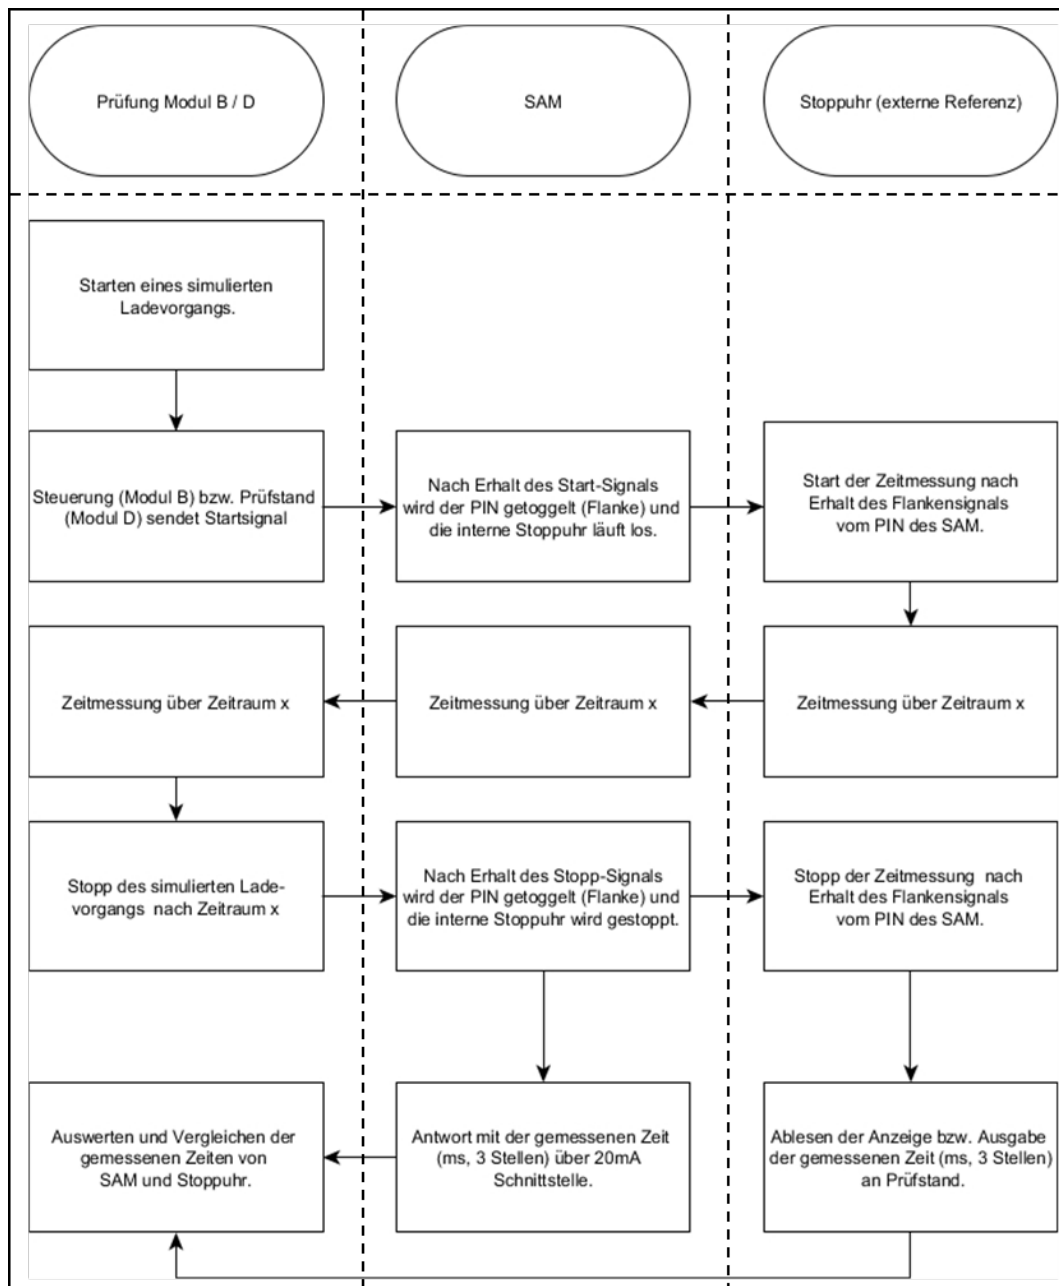 Prüfung Modul B / D
SAM
Stoppuhr (externe Referenz)
Starten eines simulierten
Ladevorgangs.
Steuerung (Modul B) bzw. Prüfstand
(Modul D) sendet Startsignal
Nach Erhalt des Start-Signals
wird der PIN getoggelt (Flanke) und
die interne Stoppuhr läuft los.
Start der Zeitmessung nach
Erhalt des Flankensignals
vom PIN des SAM.
Zeitmessung über Zeitraum x
Zeitmessung über Zeitraum x
Zeitmessung über Zeitraum x
Stopp des simulierten Lade-
vorgangs nach Zeitraum x
Nach Erhalt des Stopp-Signals
wird der PIN getoggelt (Flanke) und
die interne Stoppuhr wird gestoppt.
Stopp der Zeitmessung nach
Erhalt des Flankensignals
vom PIN des SAM.
Auswerten und Vergleichen der
gemessenen Zeiten von
SAM und Stoppuhr.
Antwort mit der gemessenen Zeit
(ms, 3 Stellen) über 20mA
Schnittstelle.
Ablesen der Anzeige bzw. Ausgabe
der gemessenen Zeit (ms, 3 Stellen)
an Prüfstand.